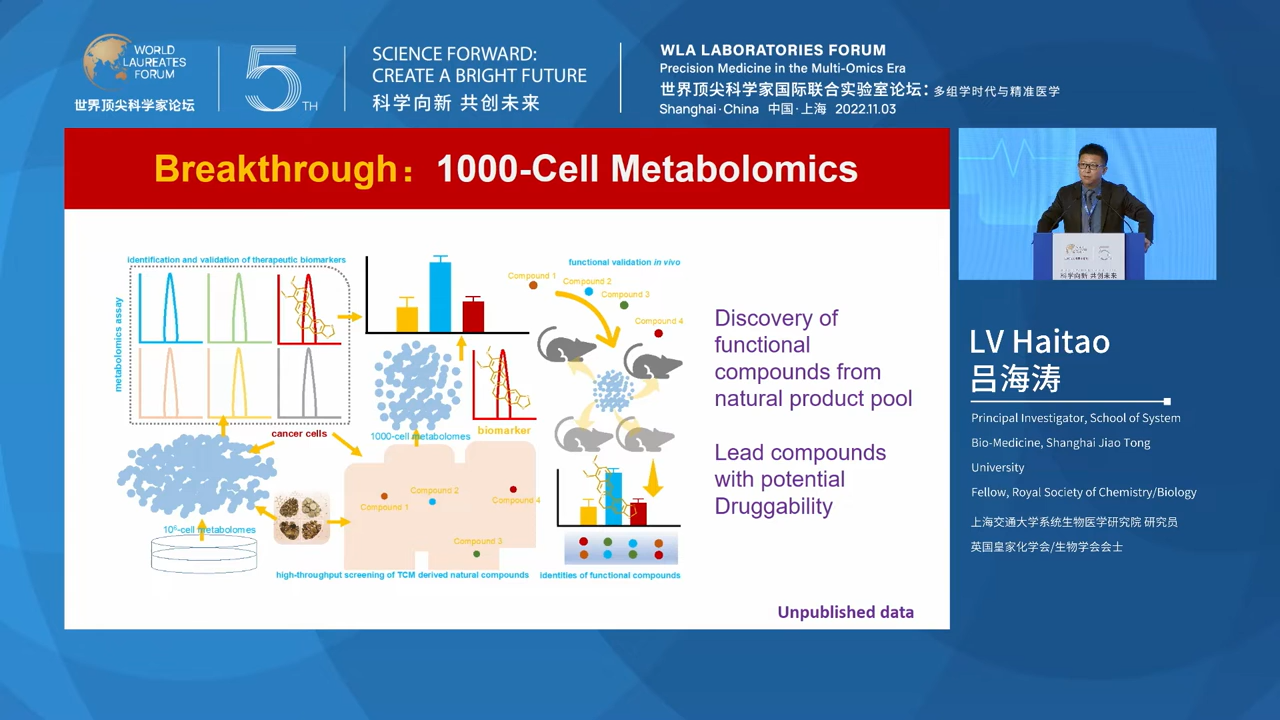 WORLD
LAUREATES
FORUM
世界顶尖科学家论坛
5TH
SCIENCE FORWARD:
CREATE A BRIGHT FUTURE
科学向新 共创未来
WLA LABORATORIES FORUM
Precision Medicine in the Multi-Omics Era
世界顶尖科学家国际联合实验室论坛：多组学时代与精准医学
Shanghai·China 中国·上海 2022.11.03
Breakthrough：1000-Cell Metabolomics
identification and validation of therapeutic biomarkers
metabolomics assay
cancer cells
10⁶-cell metabolomes
1000-cell metabolomes
biomarker
Compound 1
Compound 2
Compound 3
Compound 4
high-throughput screening of TCM derived natural compounds
functional validation in vivo
Compound 1
Compound 2
Compound 3
Compound 4
identities of functional compounds
Discovery of
functional
compounds from
natural product pool
Lead compounds
with potential
Druggability
Unpublished data
科学向新 共创未来
LV Haitao
吕海涛
Principal Investigator, School of System
Bio-Medicine, Shanghai Jiao Tong
University
Fellow, Royal Society of Chemistry/Biology
上海交通大学系统生物医学研究院 研究员
英国皇家化学会/生物学会会士